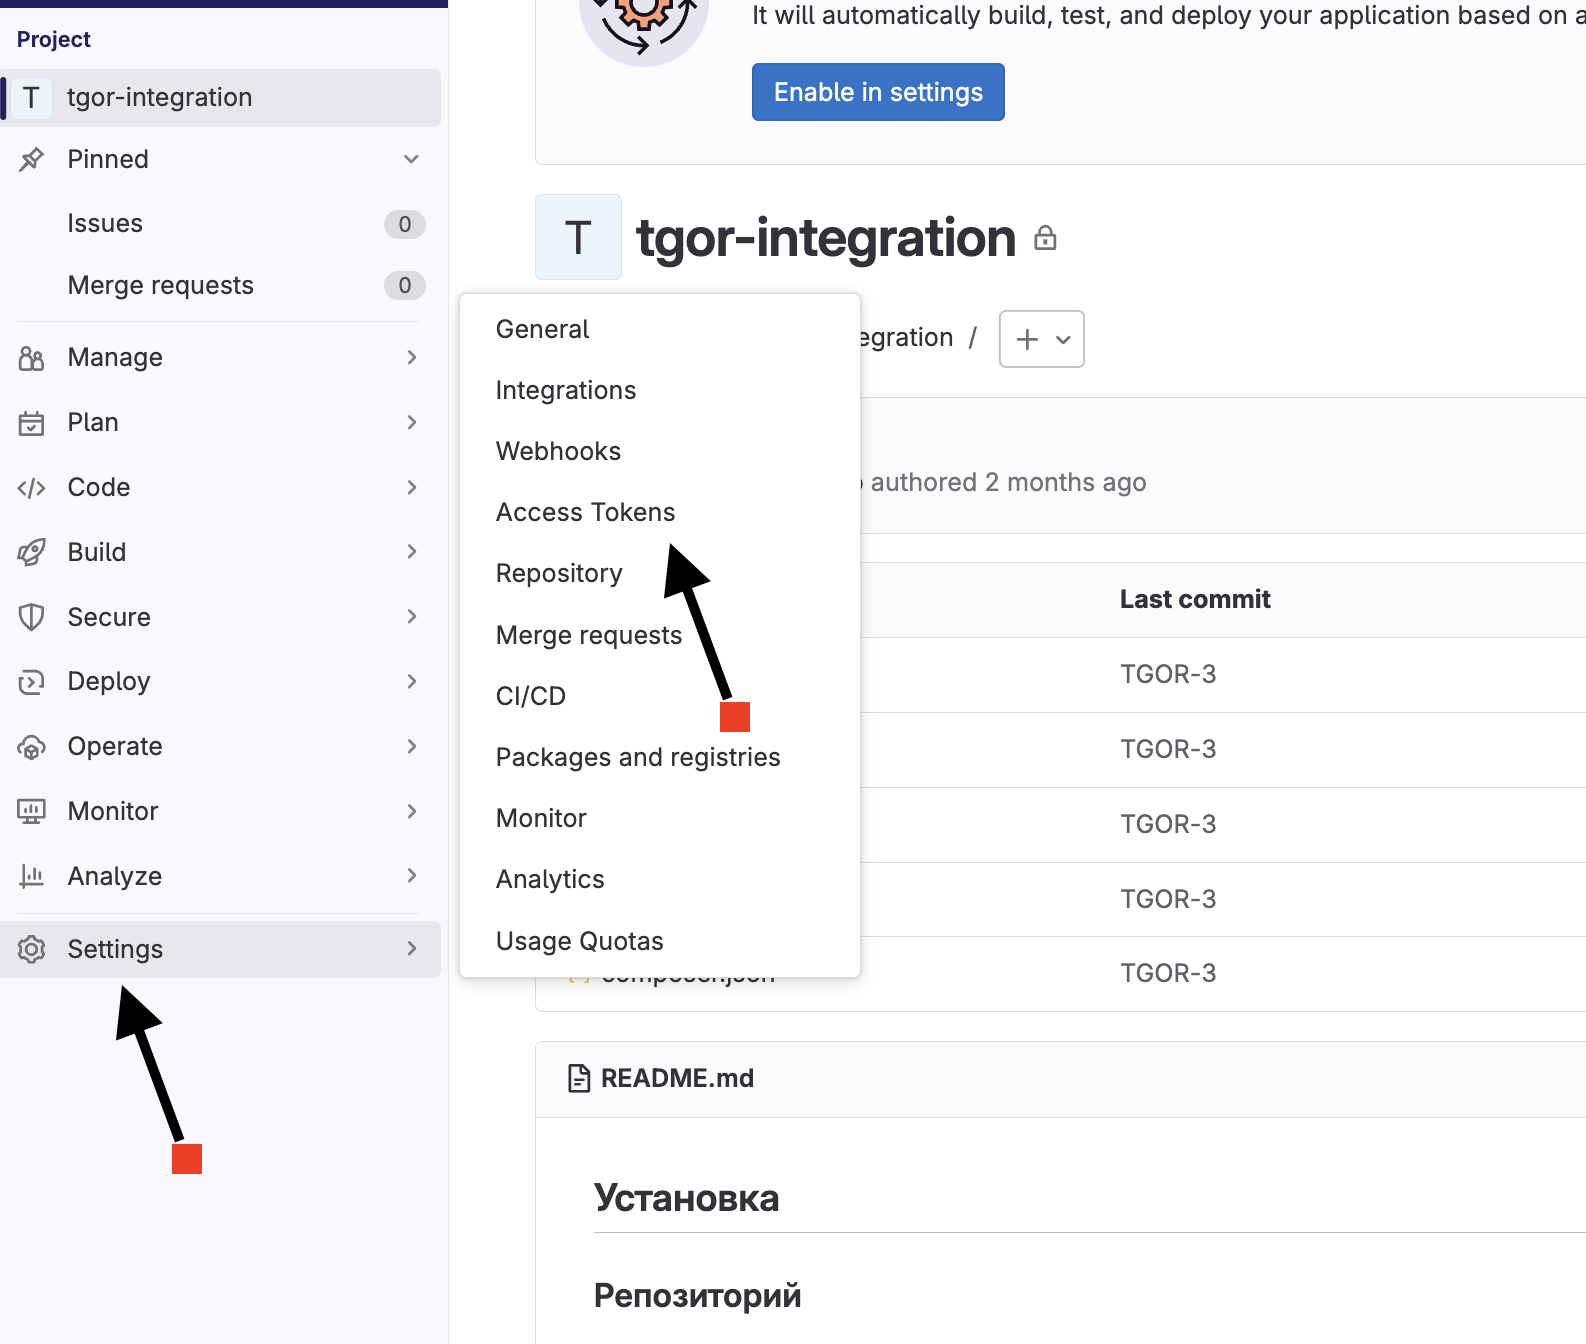 Project
T tgor-integration
Pinned
Issues 0
Merge requests 0
Manage
Plan
Code
Build
Secure
Deploy
Operate
Monitor
Analyze
Settings
It will automatically build, test, and deploy your application based on a
Enable in settings
T tgor-integration
egration /
General
Integrations
Webhooks
Access Tokens
Repository
Merge requests
CI/CD
Packages and registries
Monitor
Analytics
Usage Quotas
authored 2 months ago
Last commit
TGOR-3
TGOR-3
TGOR-3
TGOR-3
composer.json TGOR-3
README.md
Установка
Репозиторий